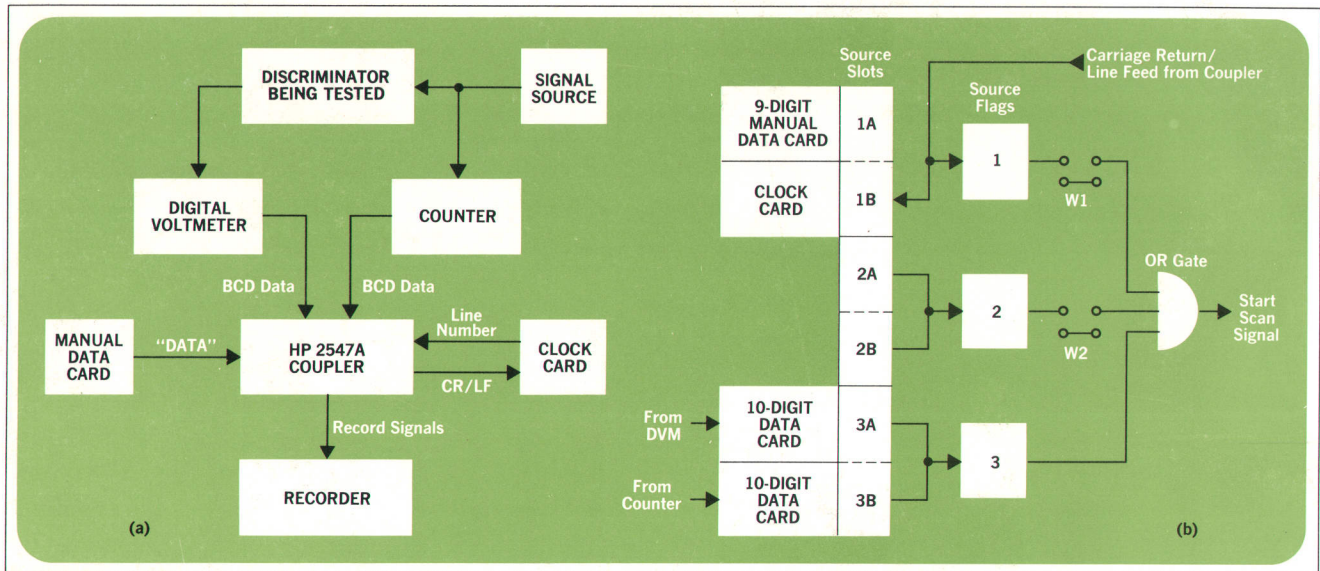 DISCRIMINATOR
BEING TESTED
SIGNAL
SOURCE
DIGITAL
VOLTMETER
COUNTER
BCD Data
BCD Data
MANUAL
DATA
CARD
"DATA"
HP 2547A
COUPLER
Line
Number
CR/LF
CLOCK
CARD
Record Signals
RECORDER
(a)
Source
Slots
Carriage Return/
Line Feed from Coupler
9-DIGIT
MANUAL
DATA CARD
1A
Source
Flags
1
CLOCK
CARD
1B
W1
2A
2
OR Gate
W2
Start
Scan
Signal
2B
From
DVM
10-DIGIT
DATA
CARD
3A
3
From
Counter
10-DIGIT
DATA
CARD
3B
(b)